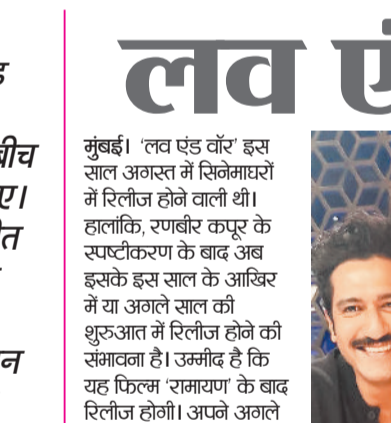 लव
बीच
मुंबई। ‘लव एंड वॉर’ इस
साल अगस्त में सिनेमाघरों
में रिलीज होने वाली थी।
हालांकि, रणबीर कपूर के
स्पष्टीकरण के बाद अब
इसके इस साल के आखिर
में या अगले साल की
शुरुआत में रिलीज होने की
संभावना है। उम्मीद है कि
यह फिल्म ‘रामायण’ के बाद
रिलीज होगी। अपने अगले